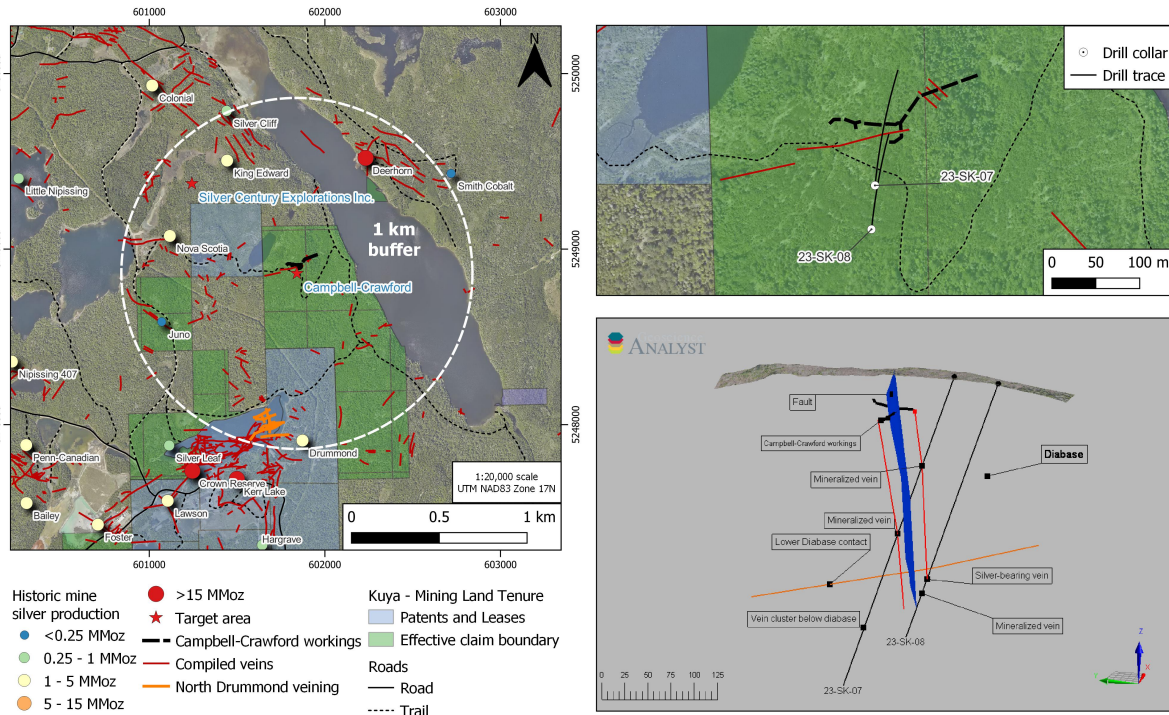 601000
602000
603000
N
5250000
5249000
5248000
Colonial
Silver Cliff
King Edward
Deerhorn
Smith Cobalt
Little Nipissing
Silver Century Explorations Inc.
1 km
buffer
Nova Scotia
Campbell-Crawford
Juno
Nipissing 407
Penn-Canadian
Silver Leaf
Drummond
Crown Reserve
Kerr Lake
Bailey
Lawson
Foster
Hargrave
1:20,000 scale
UTM NAD83 Zone 17N
0 0.5 1 km
601000
602000
603000
Historic mine
silver production
<0.25 MMoz
0.25 - 1 MMoz
1 - 5 MMoz
5 - 15 MMoz
>15 MMoz
Target area
Campbell-Crawford workings
Compiled veins
North Drummond veining
Kuya - Mining Land Tenure
Patents and Leases
Effective claim boundary
Roads
Road
Trail
Drill collar
Drill trace
23-SK-07
23-SK-08
0 50 100 m
ANALYST
Fault
Campbell-Crawford workings
Mineralized vein
Diabase
Mineralized vein
Lower Diabase contact
Silver-bearing vein
Vein cluster below diabase
Mineralized vein
23-SK-08
23-SK-07
0 25 50 75 100 125
Z
X